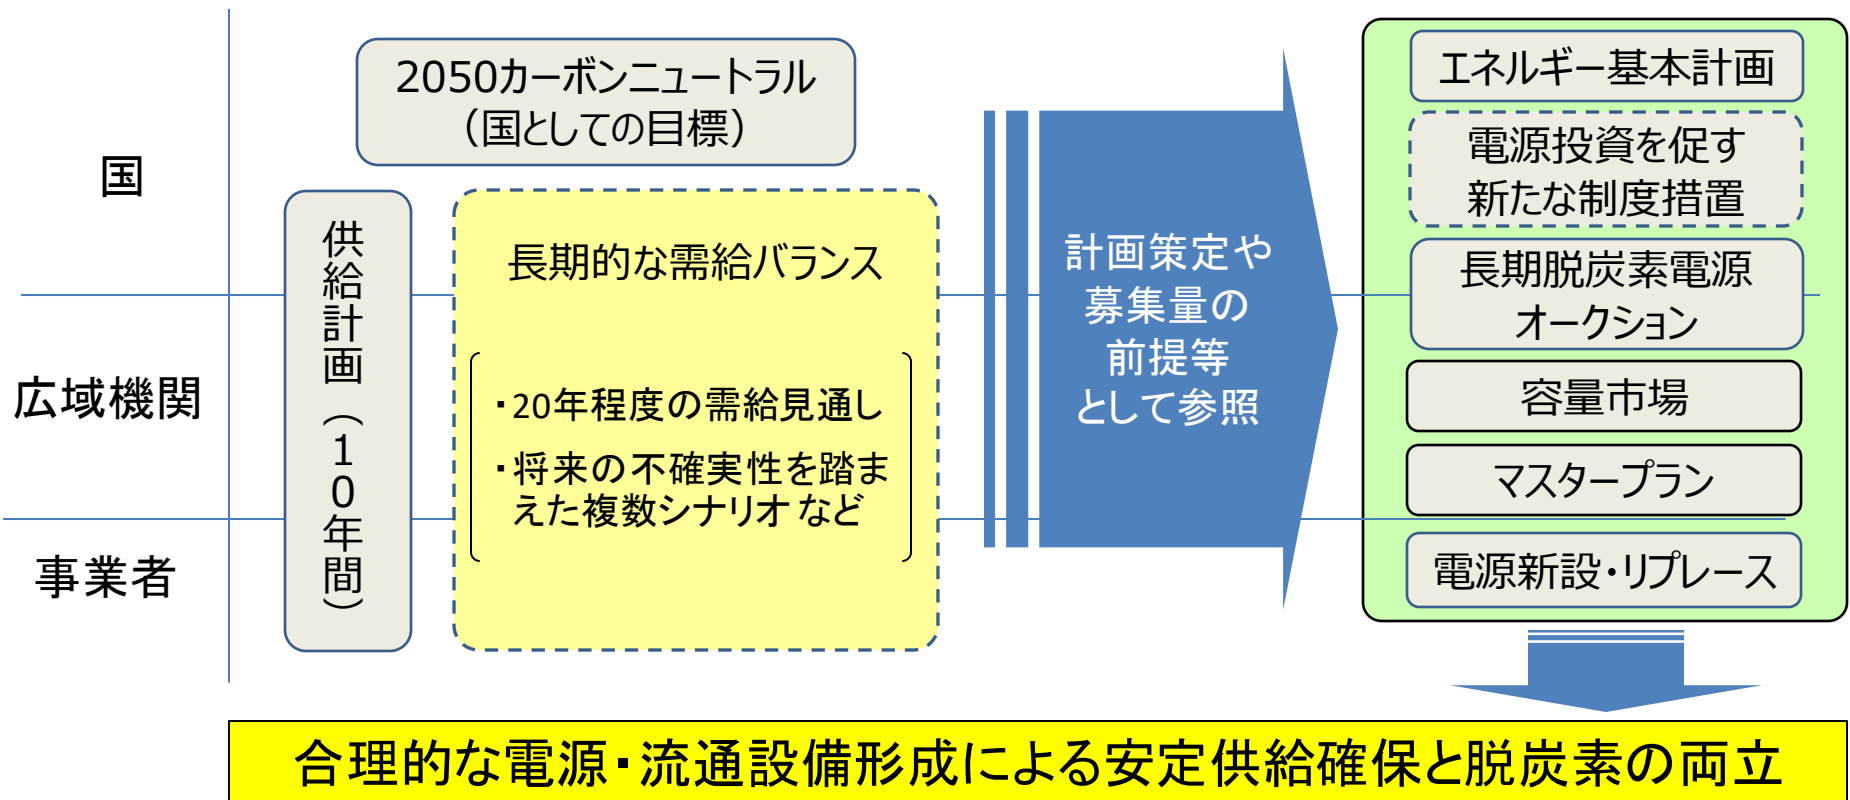 国
広域機関
事業者
2050カーボンニュートラル
（国としての目標）
供給計画（10年間）
長期的な需給バランス
・20年程度の需給見通し
・将来の不確実性を踏ま
えた複数シナリオ など
計画策定や
募集量の
前提等
として参照
エネルギー基本計画
電源投資を促す
新たな制度措置
長期脱炭素電源
オークション
容量市場
マスタープラン
電源新設・リプレース
合理的な電源・流通設備形成による安定供給確保と脱炭素の両立